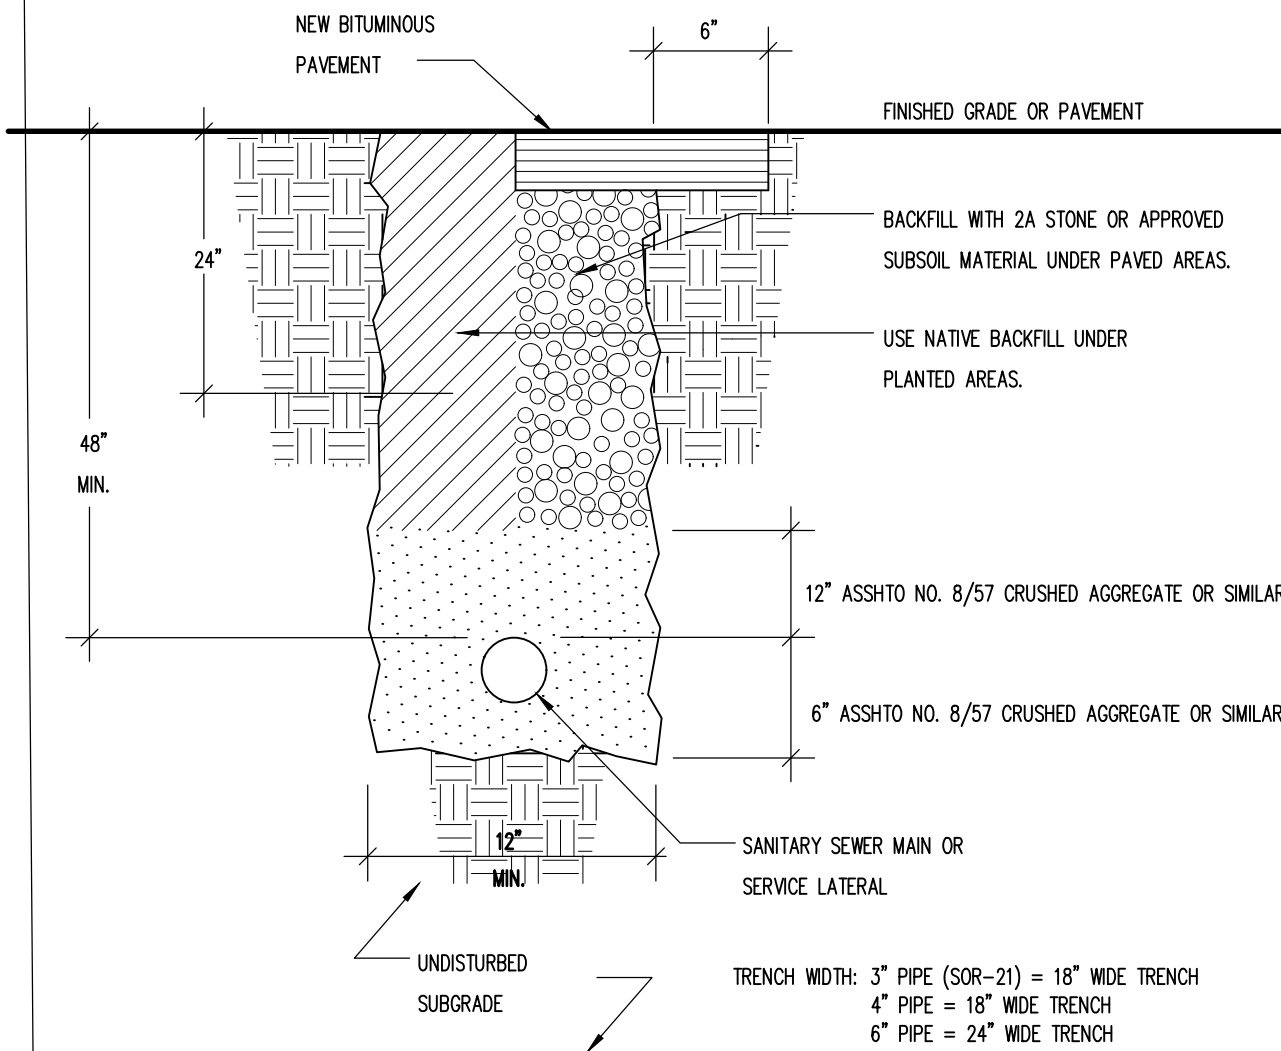 NEW BITUMINOUS
PAVEMENT
6"
FINISHED GRADE OR PAVEMENT
BACKFILL WITH 2A STONE OR APPROVED
SUBSOIL MATERIAL UNDER PAVED AREAS.
24"
USE NATIVE BACKFILL UNDER
PLANTED AREAS.
48"
MIN.
12" ASSHTO NO. 8/57 CRUSHED AGGREGATE OR SIMILAR
6" ASSHTO NO. 8/57 CRUSHED AGGREGATE OR SIMILAR
12"
MIN.
SANITARY SEWER MAIN OR
SERVICE LATERAL
UNDISTURBED
SUBGRADE
TRENCH WIDTH: 3" PIPE (SOR-21) = 18" WIDE TRENCH
4" PIPE = 18" WIDE TRENCH
6" PIPE = 24" WIDE TRENCH